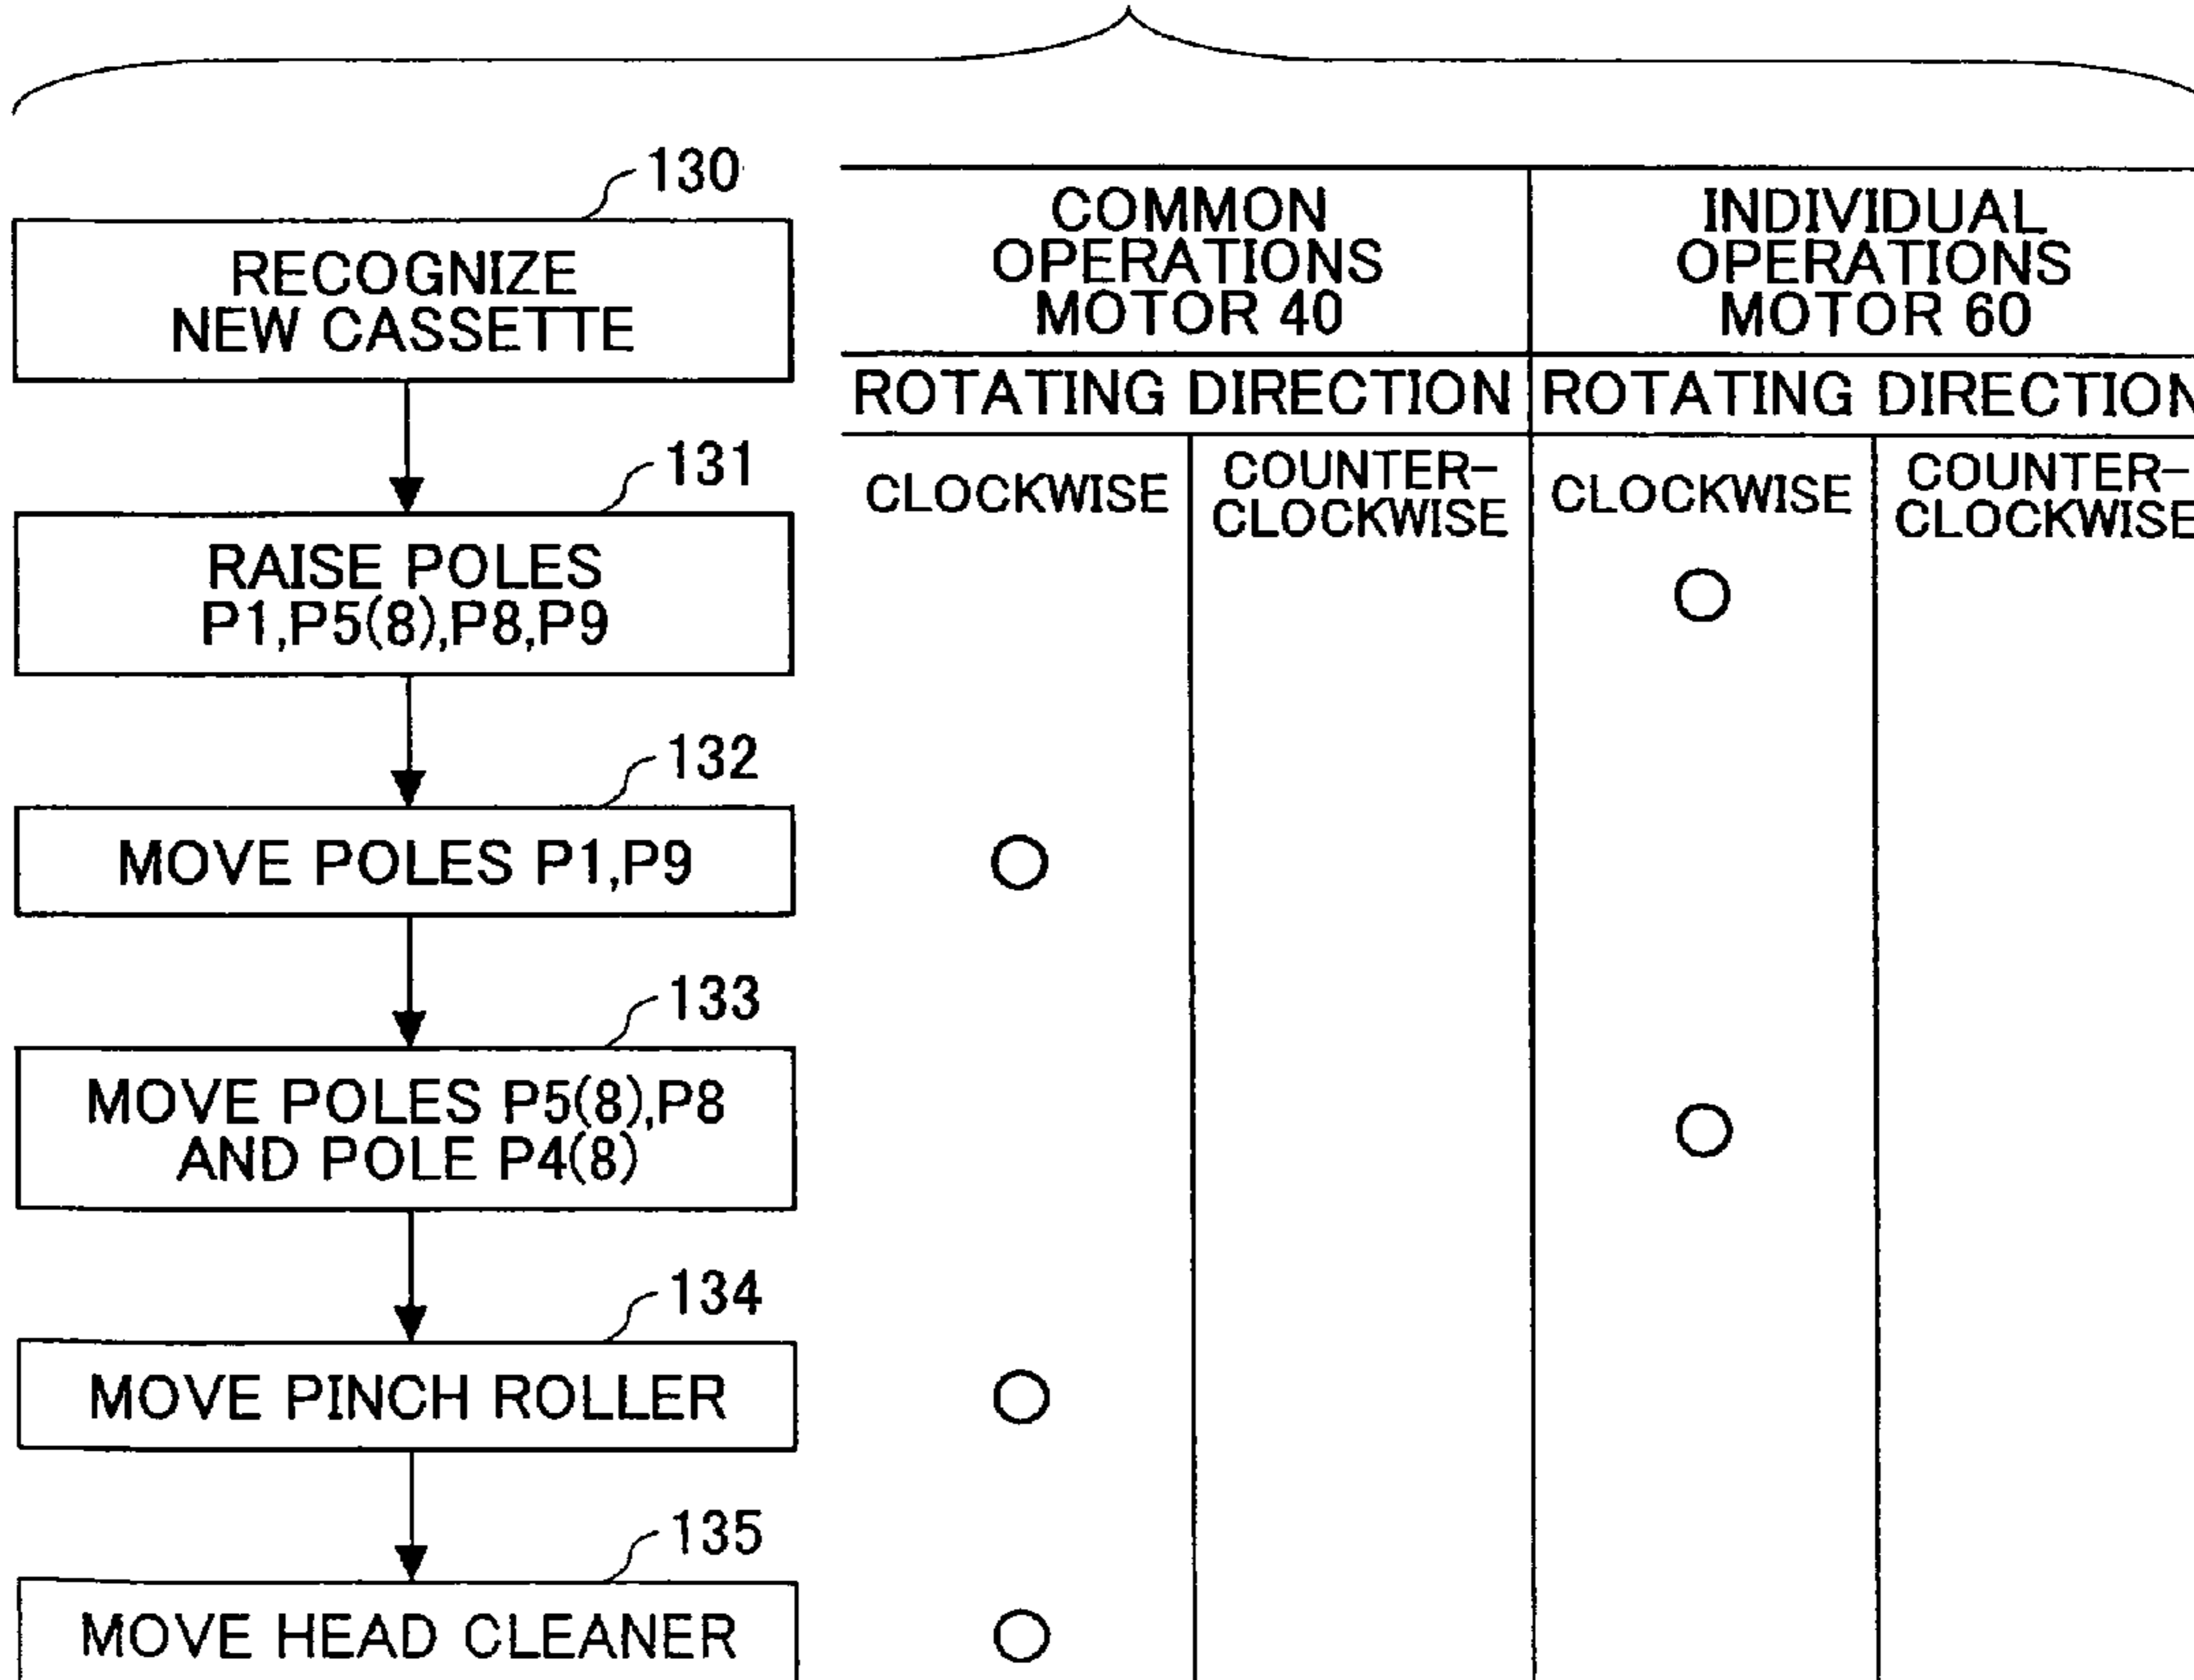 130
RECOGNIZE
NEW CASSETTE
131
RAISE POLES
P1,P5(8),P8,P9
132
MOVE POLES P1,P9
133
MOVE POLES P5(8),P8
AND POLE P4(8)
134
MOVE PINCH ROLLER
135
MOVE HEAD CLEANER
COMMON
OPERATIONS
MOTOR 40
INDIVIDUAL
OPERATIONS
MOTOR 60
ROTATING DIRECTION
ROTATING DIRECTION
CLOCKWISE
COUNTER-
CLOCKWISE
CLOCKWISE
COUNTER-
CLOCKWISE